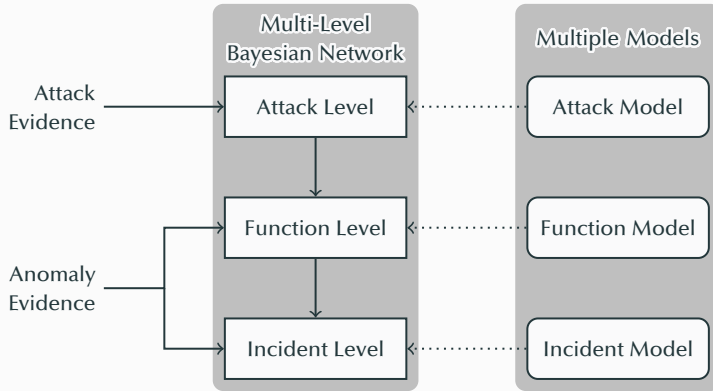 Multi-Level
Bayesian Network
Multiple Models
Attack
Evidence
Attack Level
Attack Model
Function Level
Function Model
Anomaly
Evidence
Incident Level
Incident Model